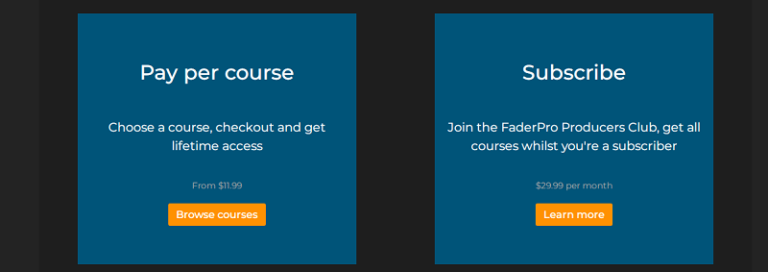 Pay per course
Choose a course, checkout and get
lifetime access
From $11.99
Browse courses
Subscribe
Join the FaderPro Producers Club, get all
courses whilst you're a subscriber
$29.99 per month
Learn more